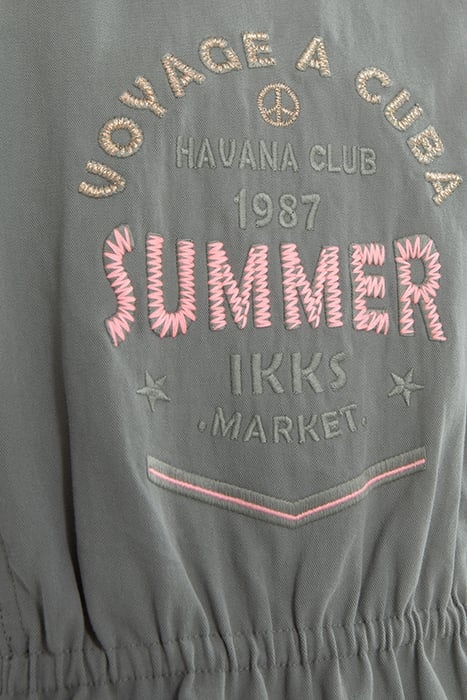 VOYAGE A CUBA
HAVANA CLUB
1987
SUMMER
IKKS
.MARKET.